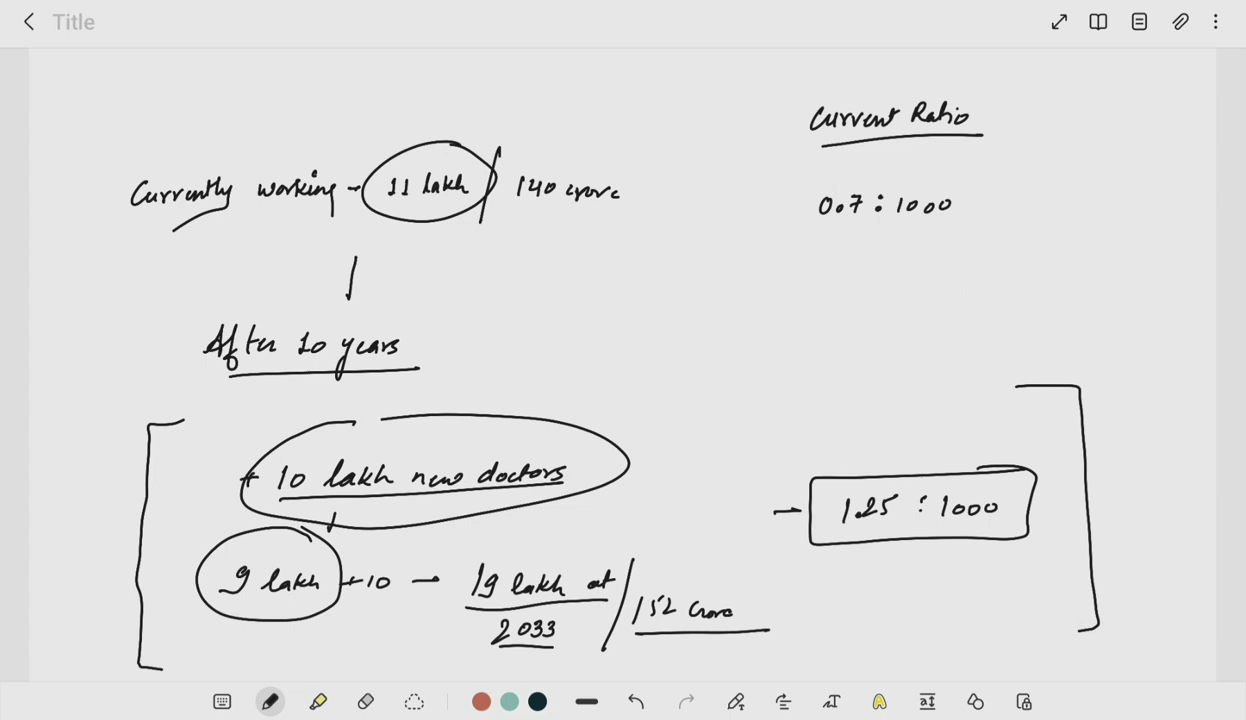 Title
Current Ratio
Currently working - 11 lakh / 140 crore
0.7 : 1000
After 10 years
+ 10 lakh new doctors
1.25 : 1000
9 lakh + 10 - 19 lakh at / 152 crore
2033